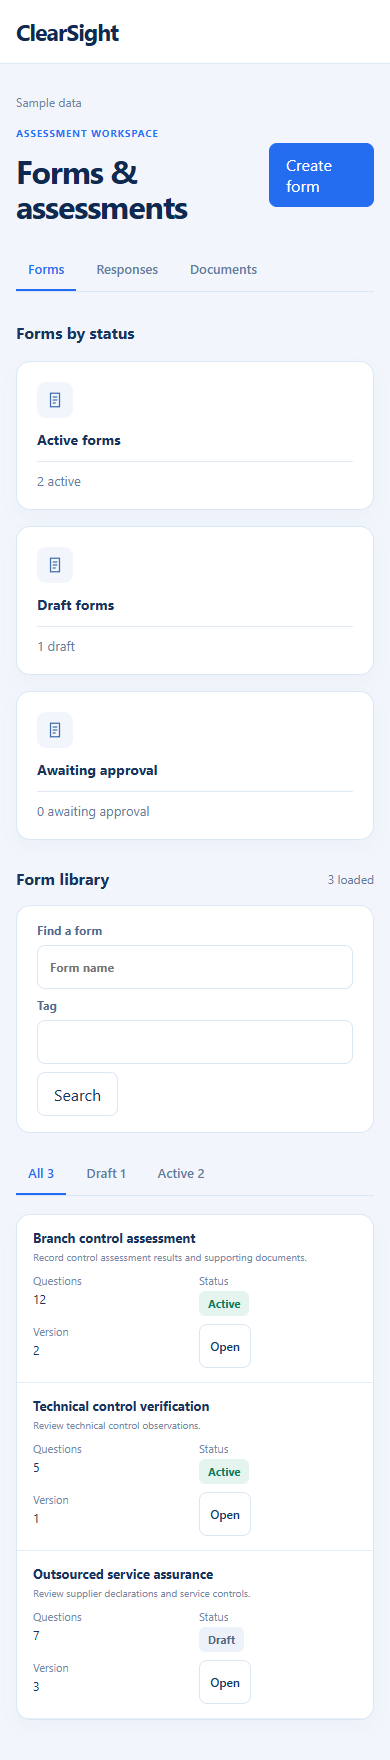 ClearSight
Sample data
ASSESSMENT WORKSPACE
Forms &
assessments
Create
form
Forms Responses Documents
Forms by status
Active forms
2 active
Draft forms
1 draft
Awaiting approval
0 awaiting approval
Form library 3 loaded
Find a form
Form name
Tag
Search
All 3 Draft 1 Active 2
Branch control assessment
Record control assessment results and supporting documents.
Questions Status
12 Active
Version
2 Open
Technical control verification
Review technical control observations.
Questions Status
5 Active
Version
1 Open
Outsourced service assurance
Review supplier declarations and service controls.
Questions Status
7 Draft
Version
3 Open